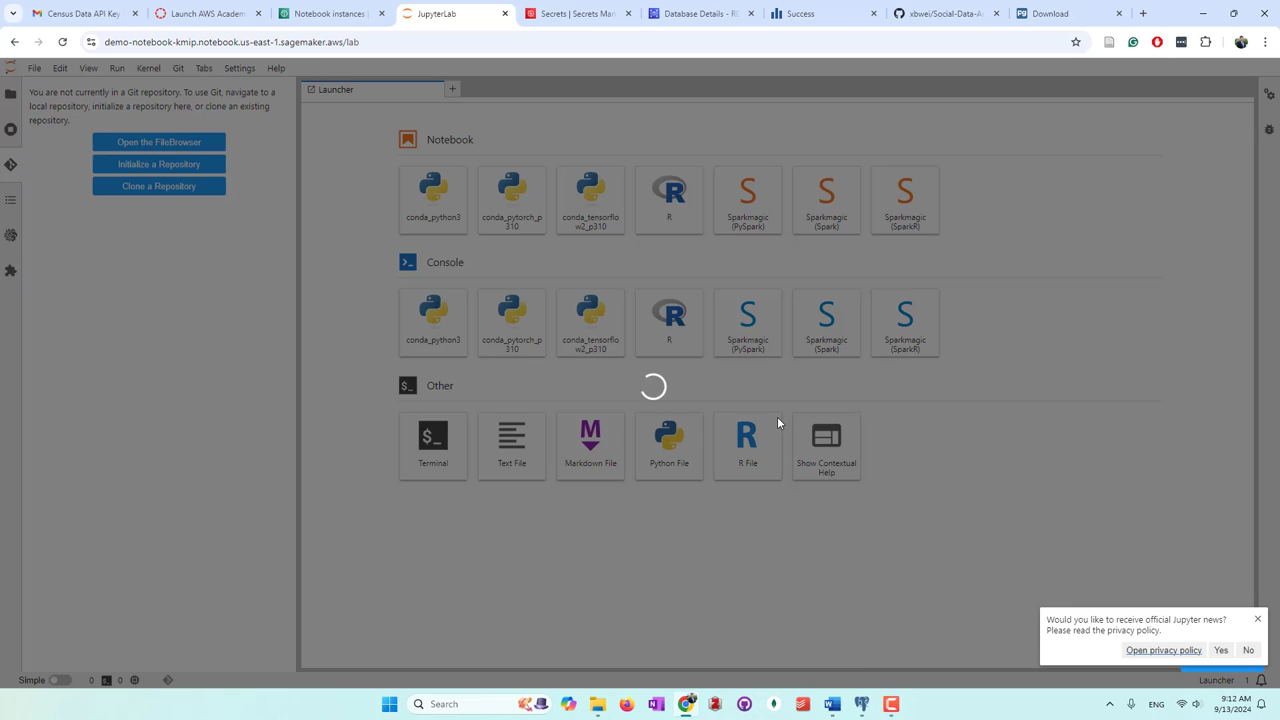 Census Data API Key
Launch AWS Academ
Notebook instances |
JupyterLab
Secrets | Secrets Man
Database Details - RD
Success
xbwei/Social-Data-A
Download
demo-notebook-kmip.notebook.us-east-1.sagemaker.aws/lab
File Edit View Run Kernel Git Tabs Settings Help
You are not currently in a Git repository. To use Git, navigate to a
local repository, initialize a repository here, or clone an existing
repository.
Open the FileBrowser
Initialize a Repository
Clone a Repository
Launcher
Notebook
conda_python3
conda_pytorch_p
310
conda_tensorflo
w2_p310
R
Sparkmagic
(PySpark)
Sparkmagic
(Spark)
Sparkmagic
(SparkR)
Console
conda_python3
conda_pytorch_p
310
conda_tensorflo
w2_p310
R
Sparkmagic
(PySpark)
Sparkmagic
(Spark)
Sparkmagic
(SparkR)
$_ Other
$_
Terminal
Text File
M
Markdown File
Python File
R
R File
Show Contextual
Help
Would you like to receive official Jupyter news?
Please read the privacy policy.
Open privacy policy Yes No
Simple 0 0
Launcher 1
Search
ENG
9:12 AM
9/13/2024